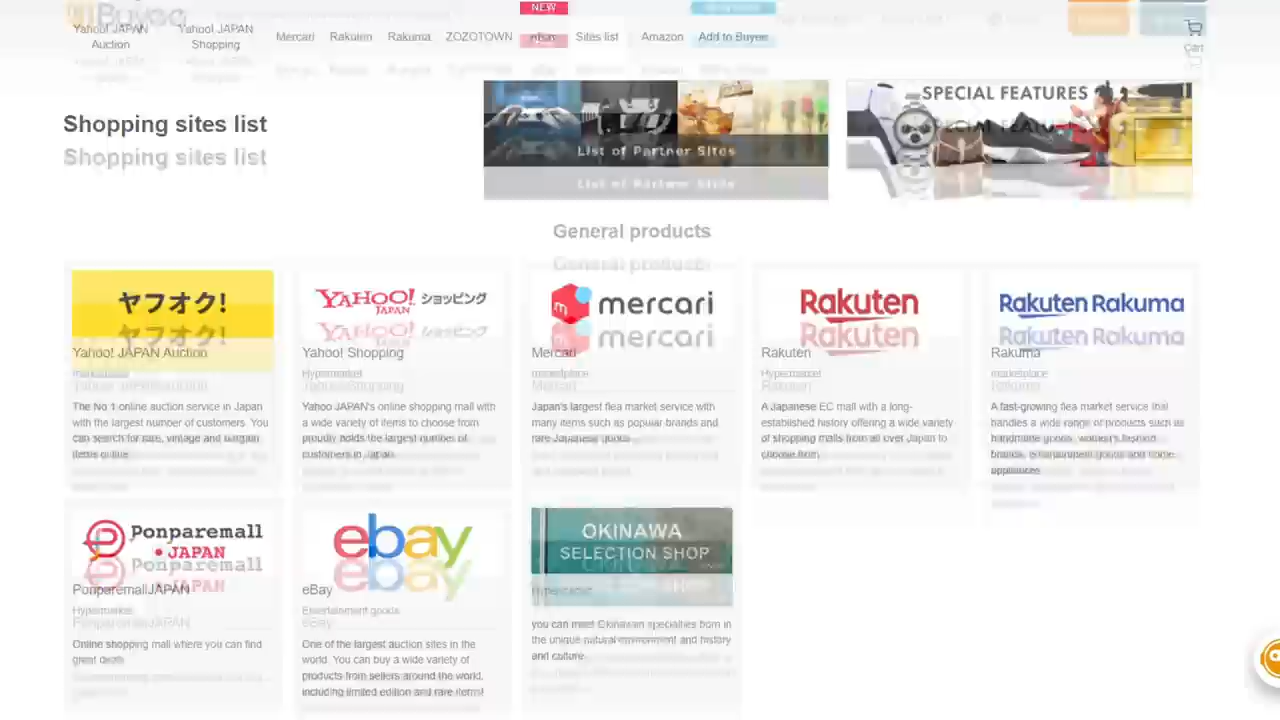 Buyee
NEW
Yahoo! JAPAN
Auction
Yahoo! JAPAN
Shopping
Mercari
Rakuten
Rakuma
ZOZOTOWN
eBay
Sites list
Amazon
Add to Buyee
Cart
Shopping sites list
List of Partner Sites
SPECIAL FEATURES
General products
ヤフオク!
YAHOO!
JAPAN
ショッピング
mercari
Rakuten
Rakuten Rakuma
Yahoo! JAPAN Auction
marketplace
The No 1 online auction service in Japan
with the largest number of customers. You
can search for rare, vintage and bargain
items online.
Yahoo! Shopping
Hypermarket
Yahoo JAPAN's online shopping mall with
a wide variety of items to choose from
proudly holds the largest number of
customers in Japan.
Mercari
marketplace
Japan's largest flea market service with
many items such as popular brands and
rare Japanese goods.
Rakuten
Hypermarket
A Japanese EC mall with a long-
established history offering a wide variety
of shopping malls from all over Japan to
choose from.
Rakuma
marketplace
A fast-growing flea market service that
handles a wide range of products such as
handmade goods, women's fashion
brands, entertainment goods and home
appliances.
Ponparemall
JAPAN
PonparemallJAPAN
Hypermarket
Online shopping mall where you can find
great deals
ebay
eBay
Entertainment goods
One of the largest auction sites in the
world. You can buy a wide variety of
products from sellers around the world,
including limited edition and rare items!
OKINAWA
SELECTION SHOP
Hypermarket
you can meet Okinawan specialties born in
the unique natural environment and history
and culture.